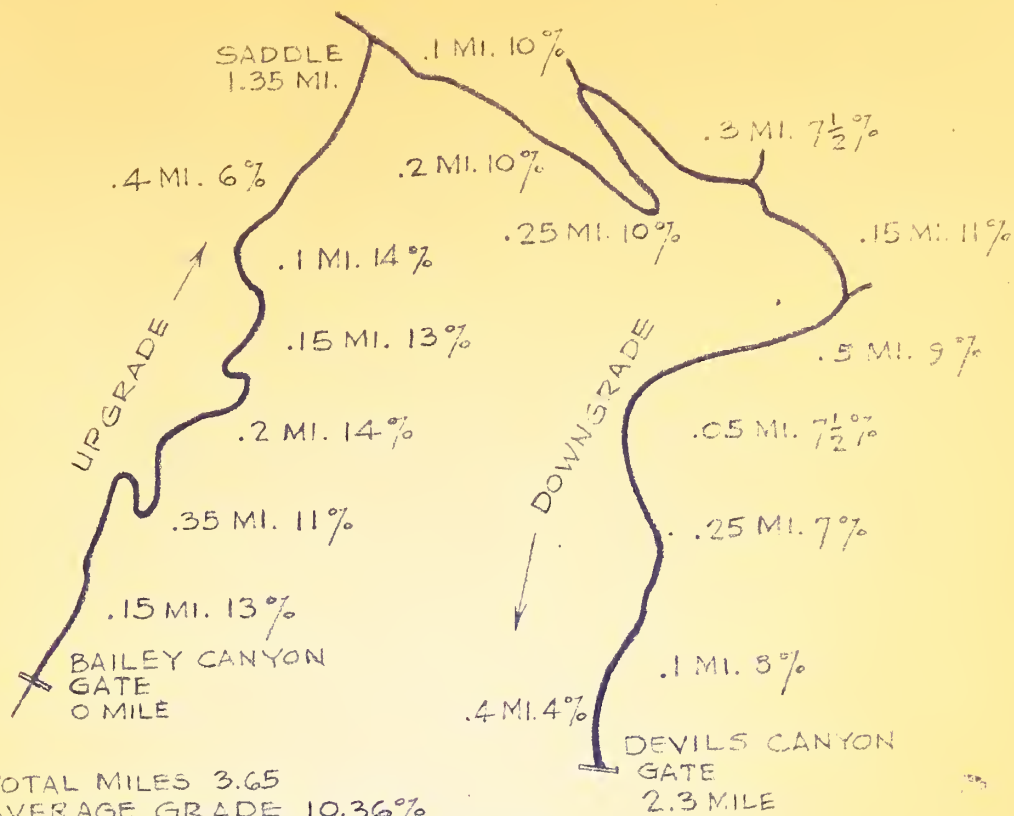 SADDLE
1.35 MI.
.1 MI. 10%
.3 MI. 7½%
.4 MI. 6%
.2 MI. 10%
.25 MI. 10%
.15 MI. 11%
.1 MI. 14%
UPGRADE
.15 MI. 13%
DOWNGRADE
.5 MI. 9%
.2 MI. 14%
.05 MI. 7½%
.35 MI. 11%
.25 MI. 7%
.15 MI. 13%
BAILEY CANYON
GATE
0 MILE
.1 MI. 8%
.4 MI. 4%
DEVILS CANYON
GATE
2.3 MILE
TOTAL MILES 3.65
AVERAGE GRADE 10.36%